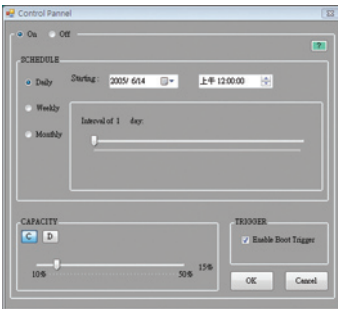 Control Pannel
On Off
?
SCHEDULE
Daily Starting : 2005/ 6/14 上午 12:00:00
Weekly
Monthly
Interval of 1 day:
CAPACITY
C D
10% 50% 15%
TRIGGER
Enable Boot Trigger
OK Cancel